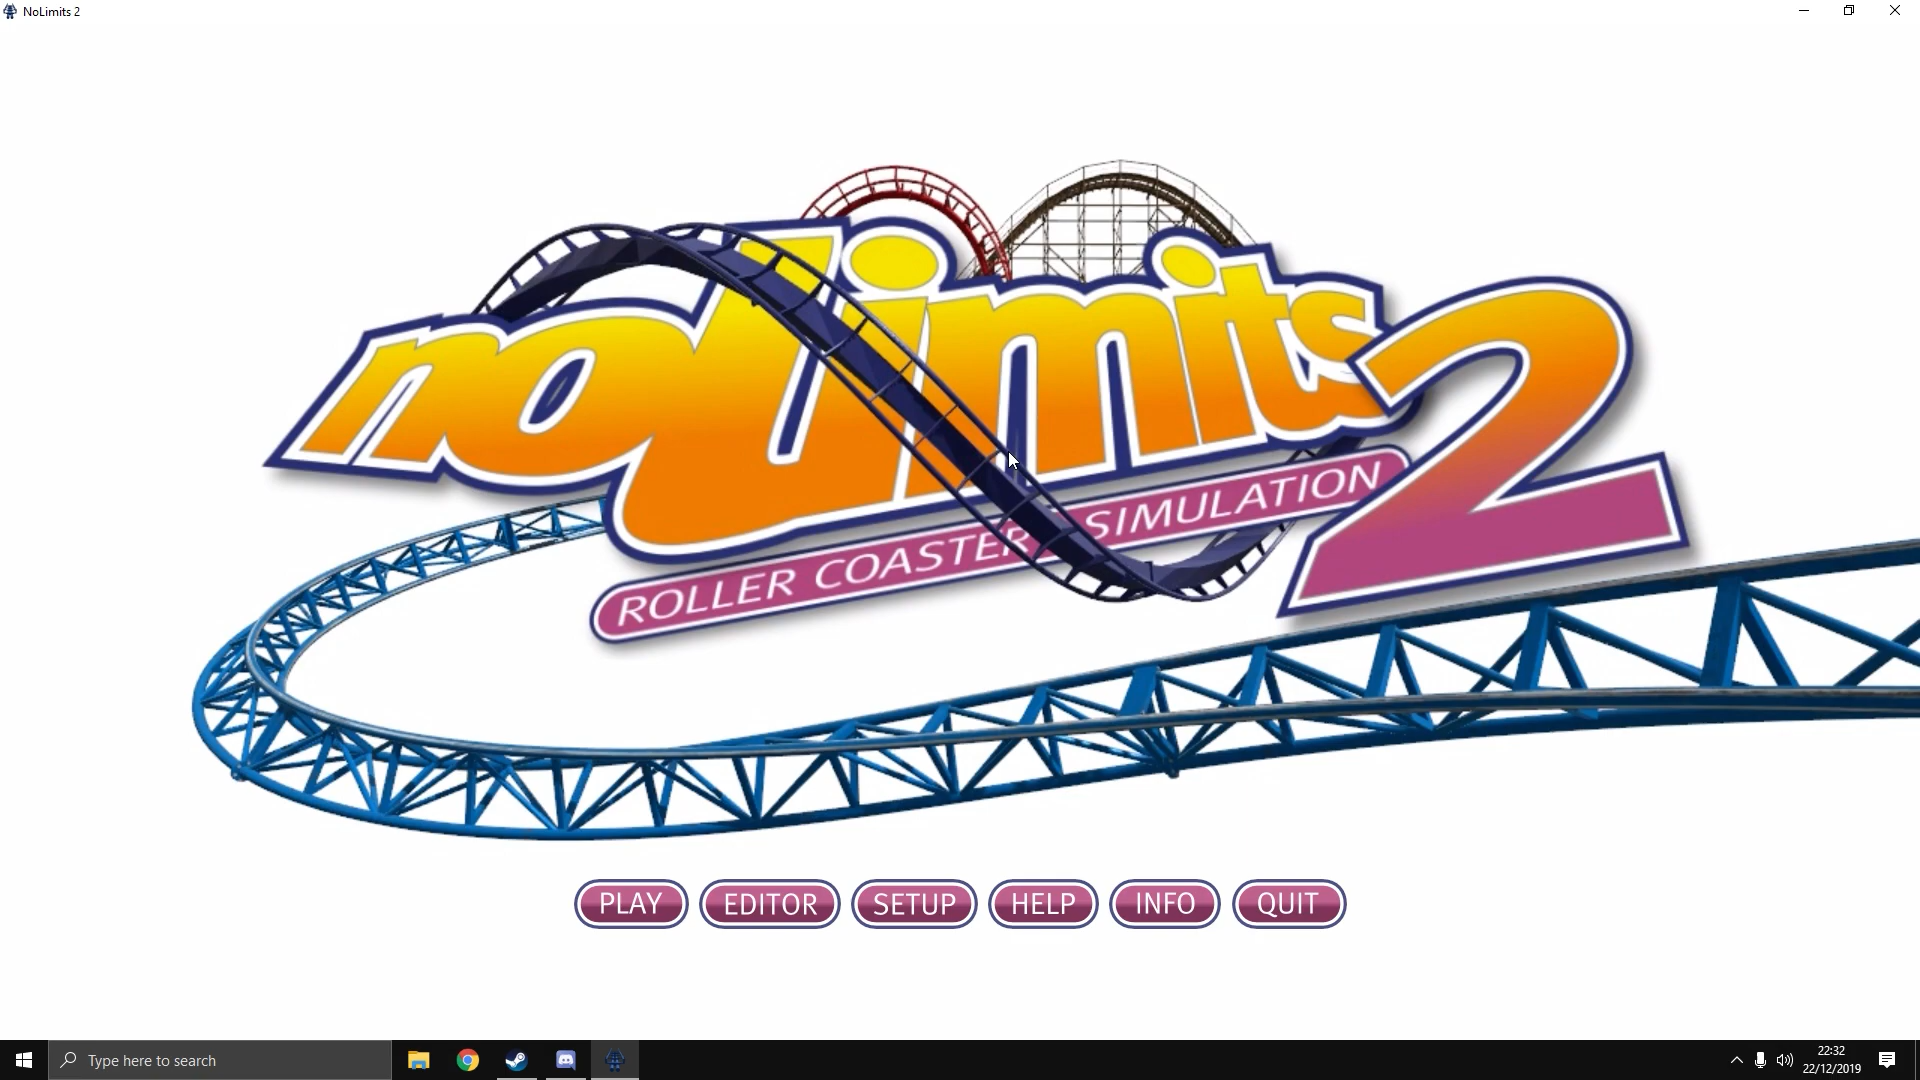 NoLimits 2
noLimits 2
ROLLER COASTER SIMULATION
PLAY EDITOR SETUP HELP INFO QUIT
Type here to search
22:32
22/12/2019